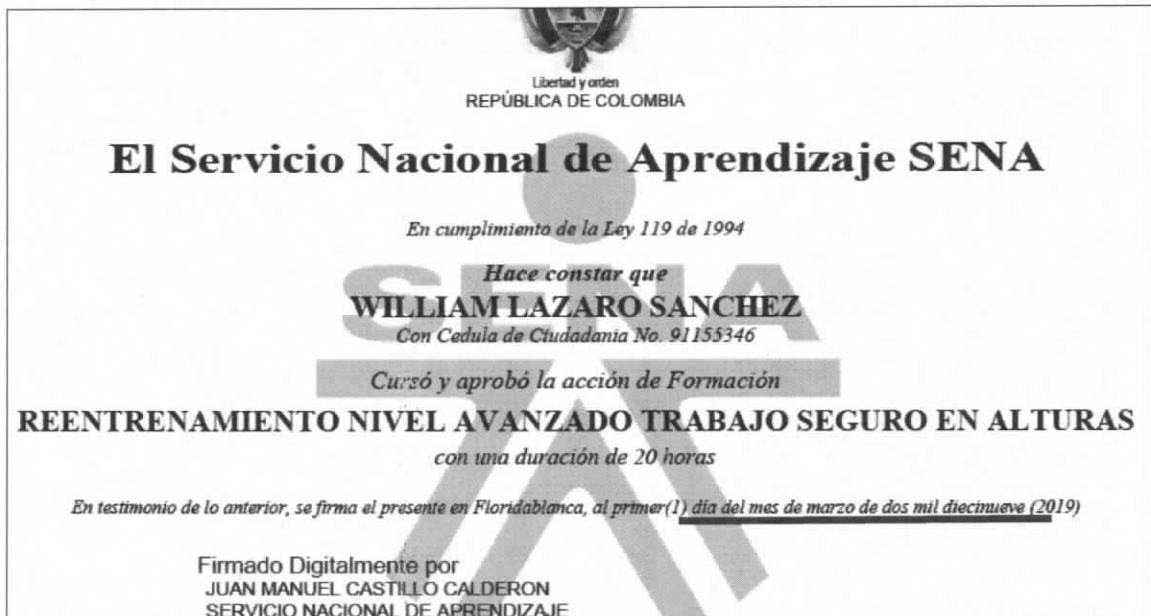 Libertad y orden
REPÚBLICA DE COLOMBIA
El Servicio Nacional de Aprendizaje SENA
En cumplimiento de la Ley 119 de 1994
Hace constar que
SENA
WILLIAM LAZARO SANCHEZ
Con Cedula de Ciudadania No. 91155346
Cursó y aprobó la acción de Formación
REENTRENAMIENTO NIVEL AVANZADO TRABAJO SEGURO EN ALTURAS
con una duración de 20 horas
En testimonio de lo anterior, se firma el presente en Floridablanca, al primer(1) día del mes de marzo de dos mil diecinueve (2019)
Firmado Digitalmente por
JUAN MANUEL CASTILLO CALDERON
SERVICIO NACIONAL DE APRENDIZAJE